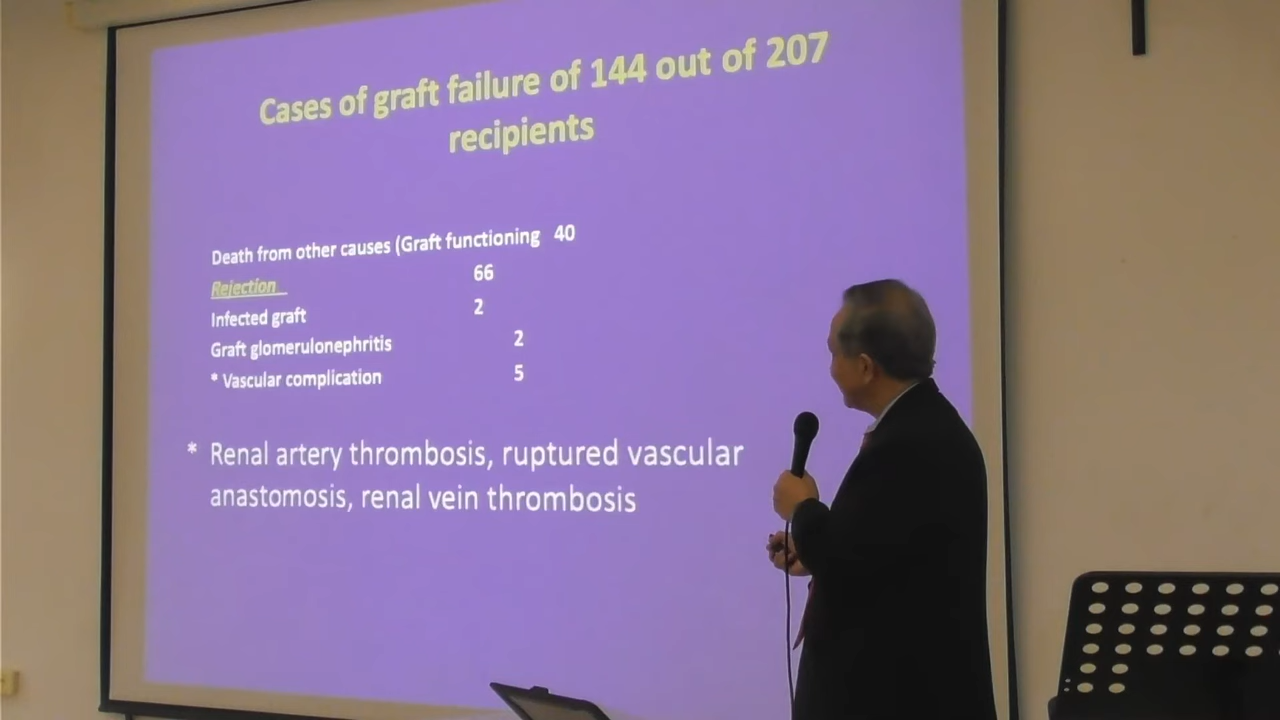 Cases of graft failure of 144 out of 207
recipients
Death from other causes (Graft functioning 40
Rejection 66
Infected graft 2
Graft glomerulonephritis 2
* Vascular complication 5
* Renal artery thrombosis, ruptured vascular
anastomosis, renal vein thrombosis